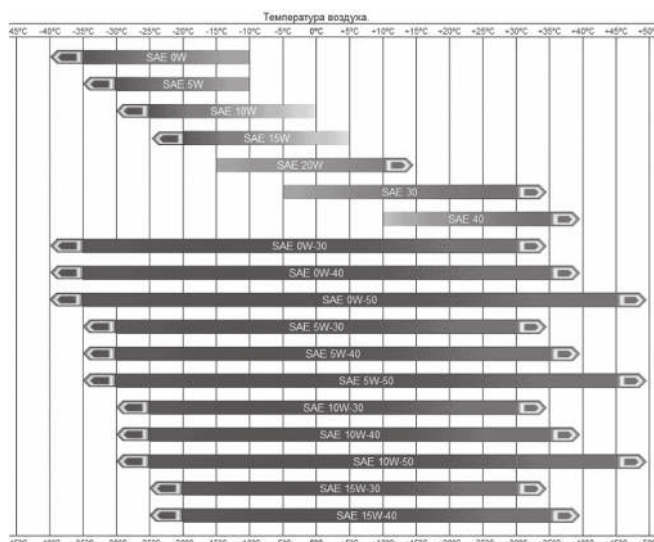 Температура воздуха.
-45°C -40°C -35°C -30°C -25°C -20°C -15°C -10°C -5°C 0°C +5°C +10°C +15°C +20°C +25°C +30°C +35°C +40°C +45°C +50°C
SAE 0W
SAE 5W
SAE 10W
SAE 15W
SAE 20W
SAE 30
SAE 40
SAE 0W-30
SAE 0W-40
SAE 0W-50
SAE 5W-30
SAE 5W-40
SAE 5W-50
SAE 10W-30
SAE 10W-40
SAE 10W-50
SAE 15W-30
SAE 15W-40